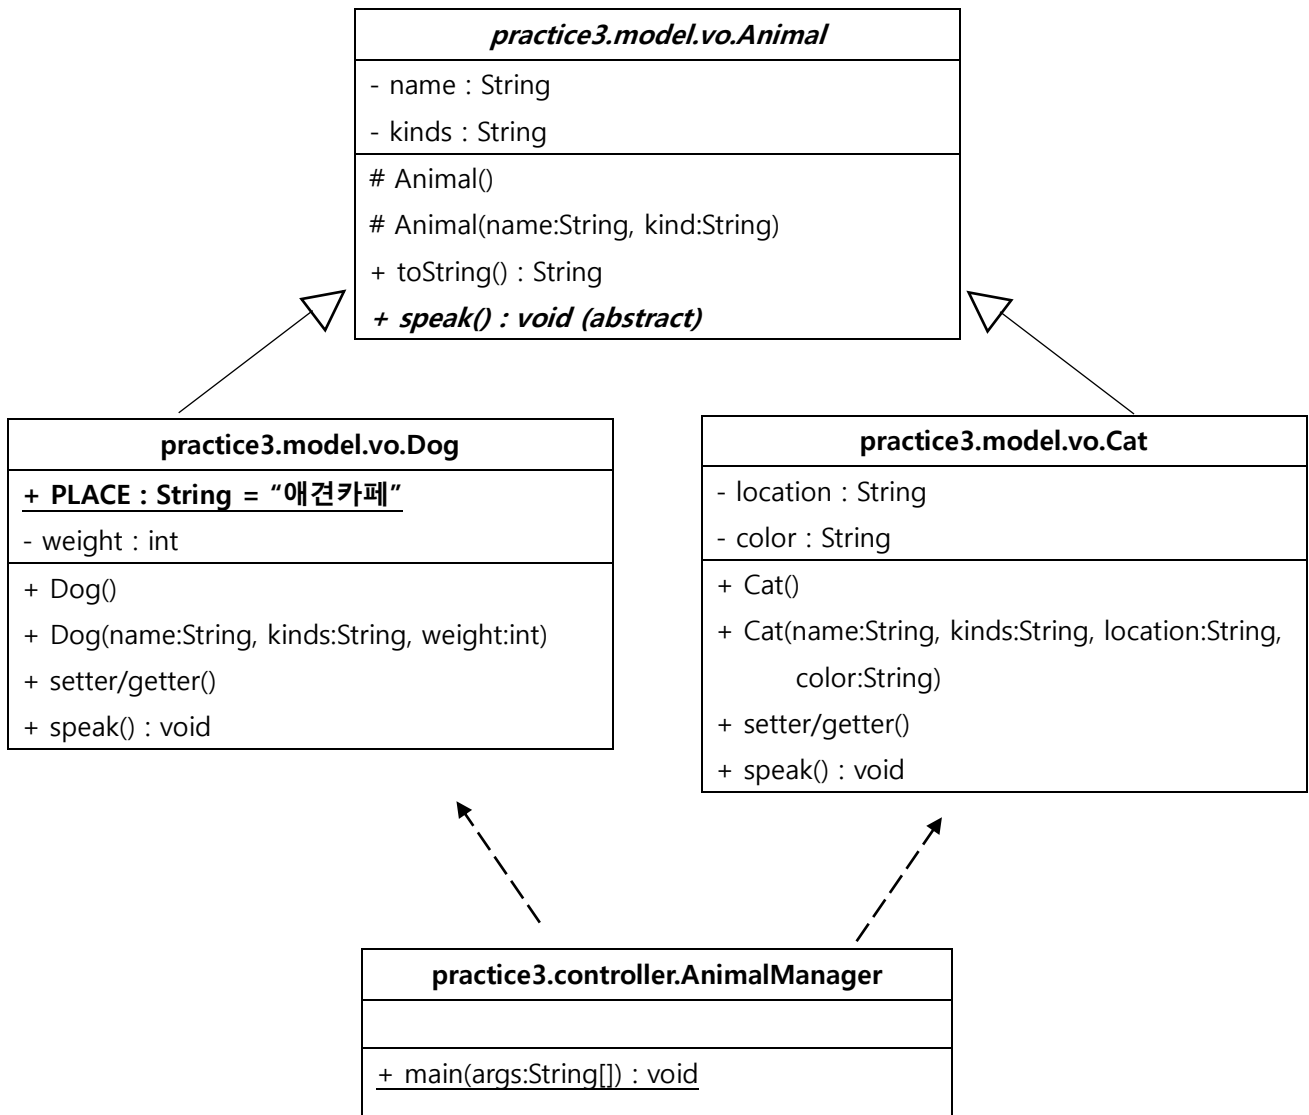 practice3.model.vo.Animal
- name : String
- kinds : String
# Animal()
# Animal(name:String, kind:String)
+ toString() : String
+ speak() : void (abstract)
practice3.model.vo.Dog
+ PLACE : String = “애견카페”
- weight : int
+ Dog()
+ Dog(name:String, kinds:String, weight:int)
+ setter/getter()
+ speak() : void
practice3.model.vo.Cat
- location : String
- color : String
+ Cat()
+ Cat(name:String, kinds:String, location:String,
color:String)
+ setter/getter()
+ speak() : void
practice3.controller.AnimalManager
+ main(args:String[]) : void